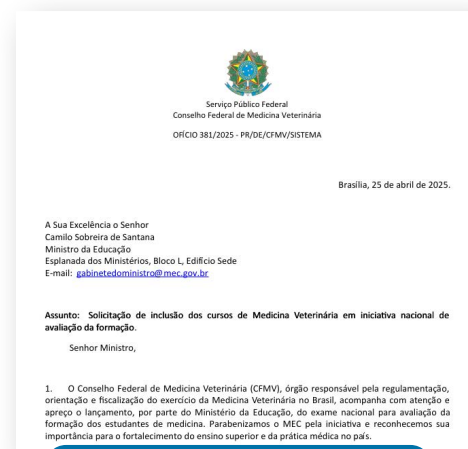 Serviço Público Federal
Conselho Federal de Medicina Veterinária
OFÍCIO 381/2025 - PR/DE/CFMV/SISTEMA
Brasília, 25 de abril de 2025.
A Sua Excelência o Senhor
Camilo Sobreira de Santana
Ministro da Educação
Esplanada dos Ministérios, Bloco L, Edifício Sede
E-mail: gabinetedoministro@mec.gov.br
Assunto: Solicitação de inclusão dos cursos de Medicina Veterinária em iniciativa nacional de
avaliação da formação.
Senhor Ministro,
1. O Conselho Federal de Medicina Veterinária (CFMV), órgão responsável pela regulamentação,
orientação e fiscalização do exercício da Medicina Veterinária no Brasil, acompanha com atenção e
apreço o lançamento, por parte do Ministério da Educação, do exame nacional para avaliação da
formação dos estudantes de medicina. Parabenizamos o MEC pela iniciativa e reconhecemos sua
importância para o fortalecimento do ensino superior e da prática médica no país.